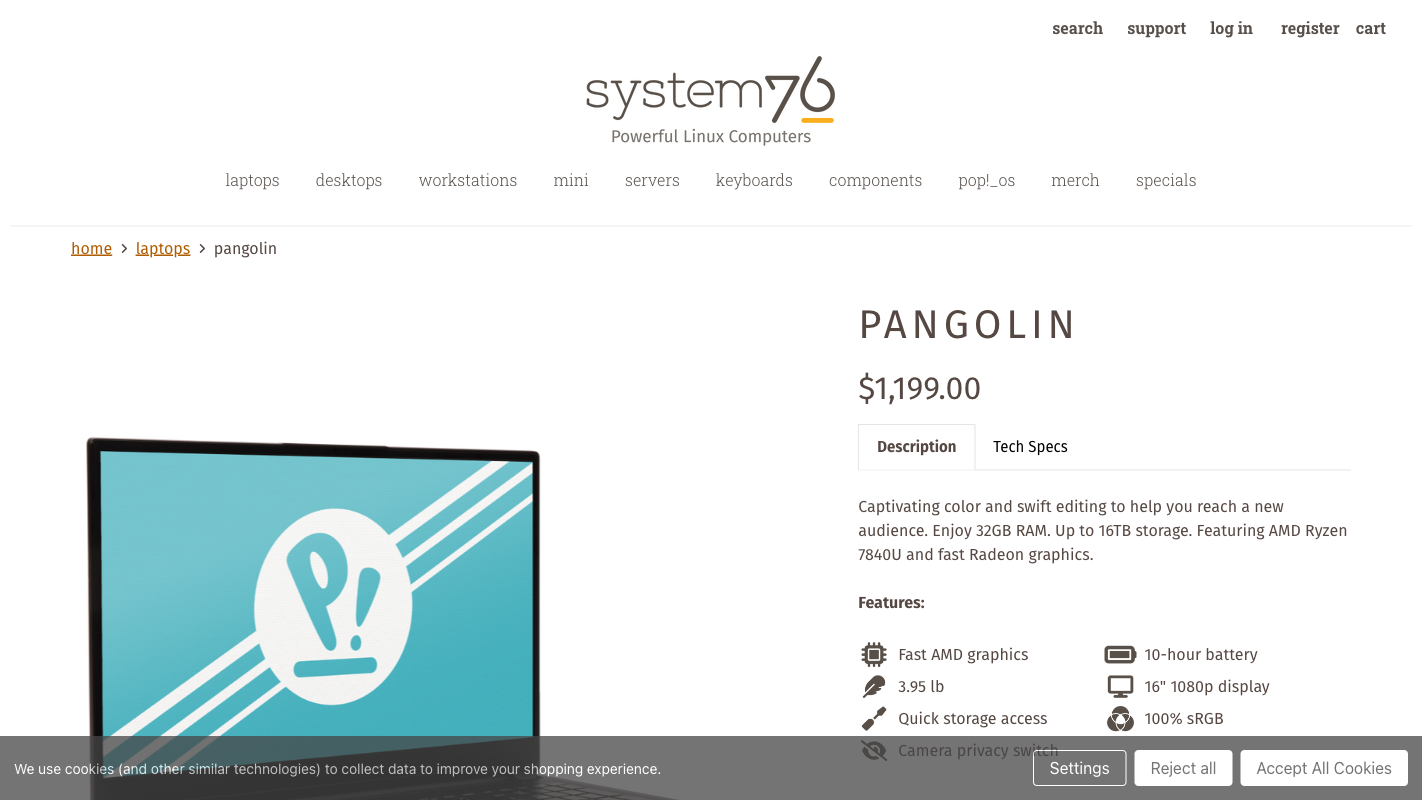 search support log in register cart
system76
Powerful Linux Computers
laptops desktops workstations mini servers keyboards components pop!_os merch specials
home > laptops > pangolin
PANGOLIN
$1,199.00
Description Tech Specs
Captivating color and swift editing to help you reach a new
audience. Enjoy 32GB RAM. Up to 16TB storage. Featuring AMD Ryzen
7840U and fast Radeon graphics.
Features:
Fast AMD graphics
10-hour battery
3.95 lb
16" 1080p display
Quick storage access
100% sRGB
Camera privacy switch
P!
We use cookies (and other similar technologies) to collect data to improve your shopping experience.
Settings Reject all Accept All Cookies